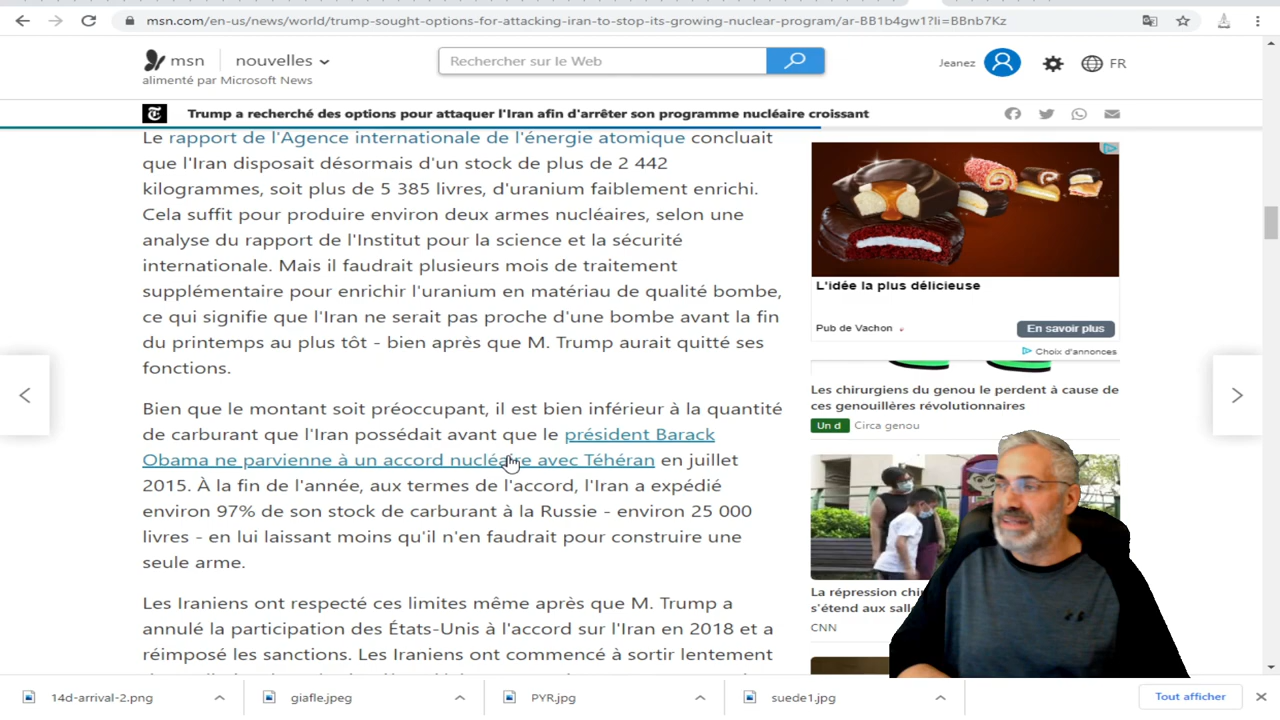 msn.com/en-us/news/world/trump-sought-options-for-attacking-iran-to-stop-its-growing-nuclear-program/ar-BB1b4gw1?li=BBnb7Kz
msn
nouvelles
alimenté par Microsoft News
Rechercher sur le Web
Jeanez
FR
Trump a recherché des options pour attaquer l'Iran afin d'arrêter son programme nucléaire croissant
Le rapport de l'Agence internationale de l'énergie atomique concluait
que l'Iran disposait désormais d'un stock de plus de 2 442
kilogrammes, soit plus de 5 385 livres, d'uranium faiblement enrichi.
Cela suffit pour produire environ deux armes nucléaires, selon une
analyse du rapport de l'Institut pour la science et la sécurité
internationale. Mais il faudrait plusieurs mois de traitement
supplémentaire pour enrichir l'uranium en matériau de qualité bombe,
ce qui signifie que l'Iran ne serait pas proche d'une bombe avant la fin
du printemps au plus tôt - bien après que M. Trump aurait quitté ses
fonctions.
Bien que le montant soit préoccupant, il est bien inférieur à la quantité
de carburant que l'Iran possédait avant que le président Barack
Obama ne parvienne à un accord nucléaire avec Téhéran en juillet
2015. À la fin de l'année, aux termes de l'accord, l'Iran a expédié
environ 97% de son stock de carburant à la Russie - environ 25 000
livres - en lui laissant moins qu'il n'en faudrait pour construire une
seule arme.
Les Iraniens ont respecté ces limites même après que M. Trump a
annulé la participation des États-Unis à l'accord sur l'Iran en 2018 et a
réimposé les sanctions. Les Iraniens ont commencé à sortir lentement
L'idée la plus délicieuse
Pub de Vachon
En savoir plus
Choix d'annonces
Les chirurgiens du genou le perdent à cause de
ces genouillères révolutionnaires
Un d
Circa genou
La répression chi
s'étend aux sall
CNN
14d-arrival-2.png
giafle.jpeg
PYR.jpg
suede1.jpg
Tout afficher